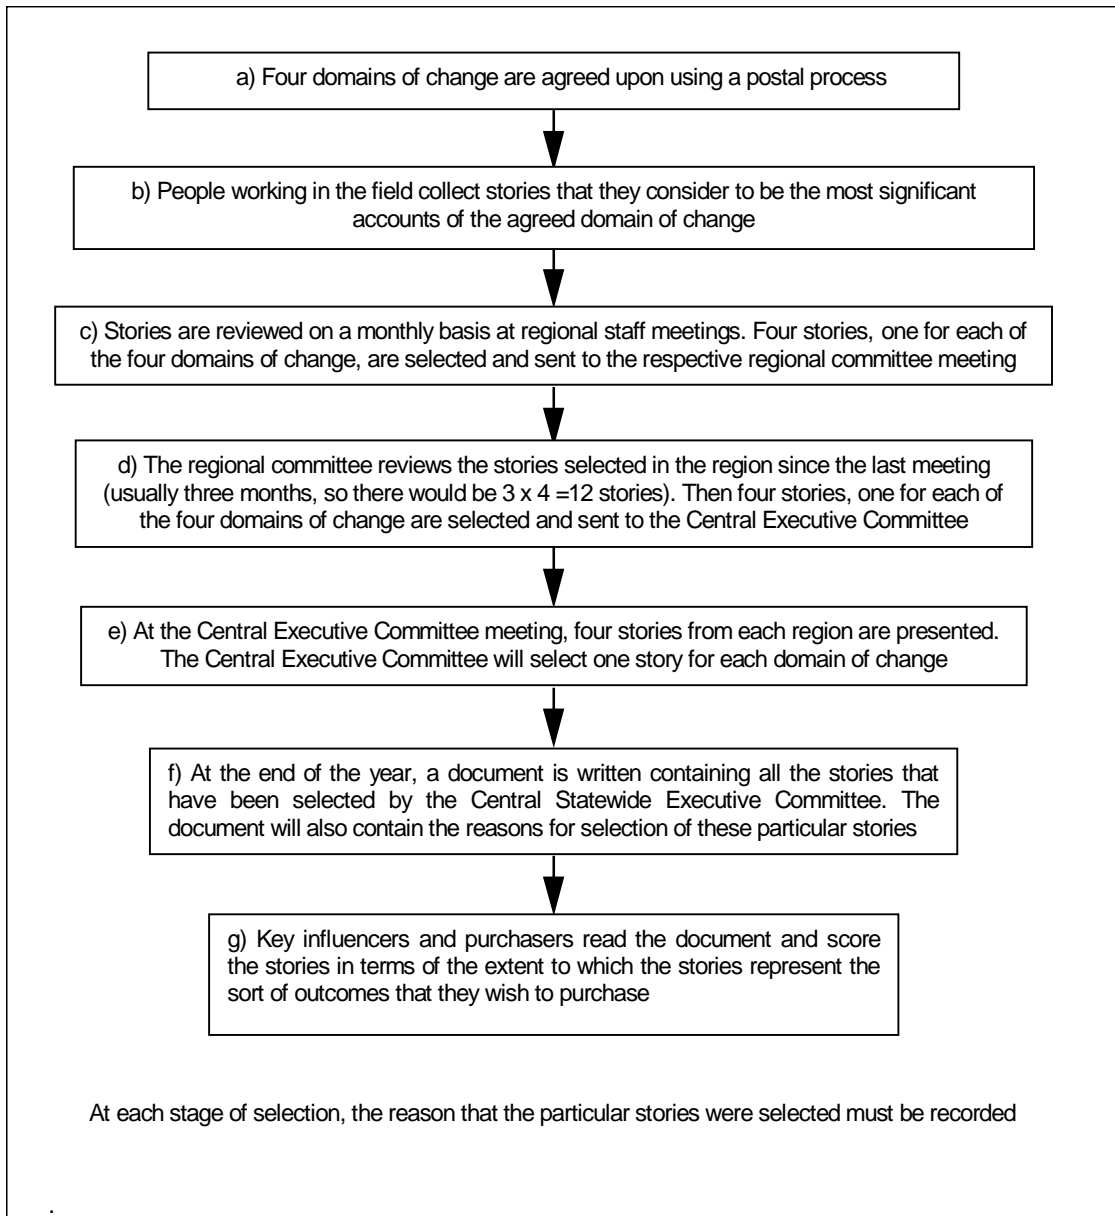 a) Four domains of change are agreed upon using a postal process
b) People working in the field collect stories that they consider to be the most significant
accounts of the agreed domain of change
c) Stories are reviewed on a monthly basis at regional staff meetings. Four stories, one for each of
the four domains of change, are selected and sent to the respective regional committee meeting
d) The regional committee reviews the stories selected in the region since the last meeting
(usually three months, so there would be 3 x 4 =12 stories). Then four stories, one for each of
the four domains of change are selected and sent to the Central Executive Committee
e) At the Central Executive Committee meeting, four stories from each region are presented.
The Central Executive Committee will select one story for each domain of change
f) At the end of the year, a document is written containing all the stories that
have been selected by the Central Statewide Executive Committee. The
document will also contain the reasons for selection of these particular stories
g) Key influencers and purchasers read the document and score
the stories in terms of the extent to which the stories represent the
sort of outcomes that they wish to purchase
At each stage of selection, the reason that the particular stories were selected must be recorded
.